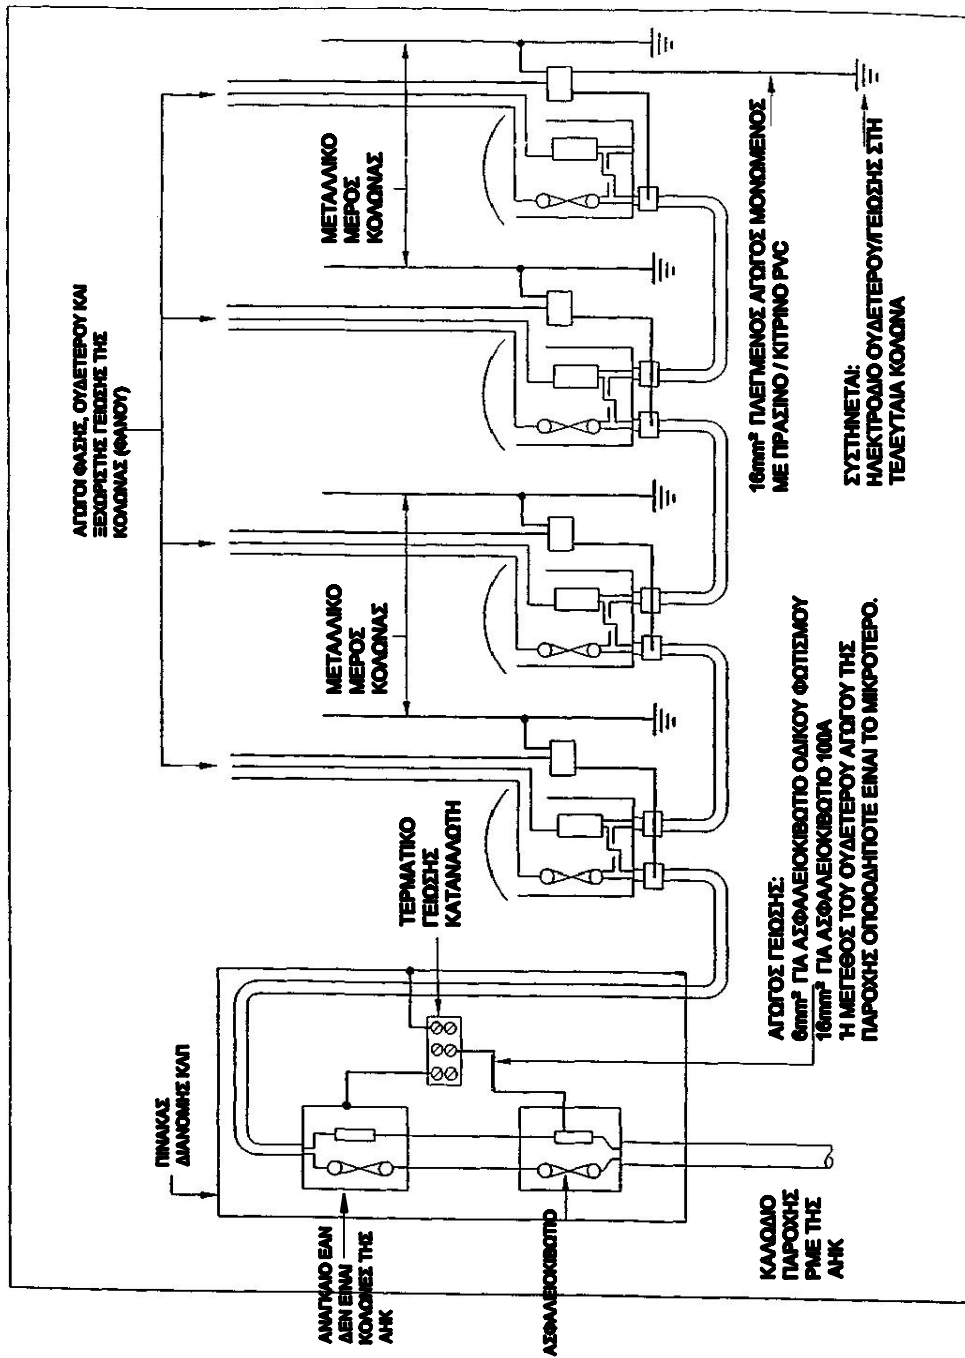 ΑΓΩΓΟΙ ΦΑΣΗΣ, ΟΥΔΕΤΕΡΟΥ ΚΑΙ
ΞΕΧΩΡΙΣΤΗΣ ΓΕΙΩΣΗΣ ΤΗΣ
ΚΟΛΩΝΑΣ (ΦΑΝΟΥ)
ΠΙΝΑΚΑΣ
ΔΙΑΝΟΜΗΣ ΚΛΠ
ΜΕΤΑΛΛΙΚΟ
ΜΕΡΟΣ
ΚΟΛΩΝΑΣ
ΜΕΤΑΛΛΙΚΟ
ΜΕΡΟΣ
ΚΟΛΩΝΑΣ
ΑΝΑΓΚΑΙΟ ΕΑΝ
ΔΕΝ ΕΙΝΑΙ
ΚΟΛΩΝΕΣ ΤΗΣ
ΑΗΚ
ΤΕΡΜΑΤΙΚΟ
ΓΕΙΩΣΗΣ
ΚΑΤΑΝΑΛΩΤΗ
ΑΣΦΑΛΕΙΟΚΙΒΩΤΙΟ
ΚΑΛΩΔΙΟ
ΠΑΡΟΧΗΣ
PME ΤΗΣ
ΑΗΚ
ΑΓΩΓΟΣ ΓΕΙΩΣΗΣ:
6mm² ΓΙΑ ΑΣΦΑΛΕΙΟΚΙΒΩΤΙΟ ΟΔΙΚΟΥ ΦΩΤΙΣΜΟΥ
16mm² ΓΙΑ ΑΣΦΑΛΕΙΟΚΙΒΩΤΙΟ 100A
Ή ΜΕΓΕΘΟΣ ΤΟΥ ΟΥΔΕΤΕΡΟΥ ΑΓΩΓΟΥ ΤΗΣ
ΠΑΡΟΧΗΣ ΟΠΟΙΟΔΗΠΟΤΕ ΕΙΝΑΙ ΤΟ ΜΙΚΡΟΤΕΡΟ.
16mm² ΠΛΕΓΜΕΝΟΣ ΑΓΩΓΟΣ ΜΟΝΩΜΕΝΟΣ
ΜΕ ΠΡΑΣΙΝΟ / ΚΙΤΡΙΝΟ PVC
ΣΥΣΤΗΝΕΤΑΙ:
ΗΛΕΚΤΡΟΔΙΟ ΟΥΔΕΤΕΡΟΥ/ΓΕΙΩΣΗΣ ΣΤΗ
ΤΕΛΕΥΤΑΙΑ ΚΟΛΩΝΑ